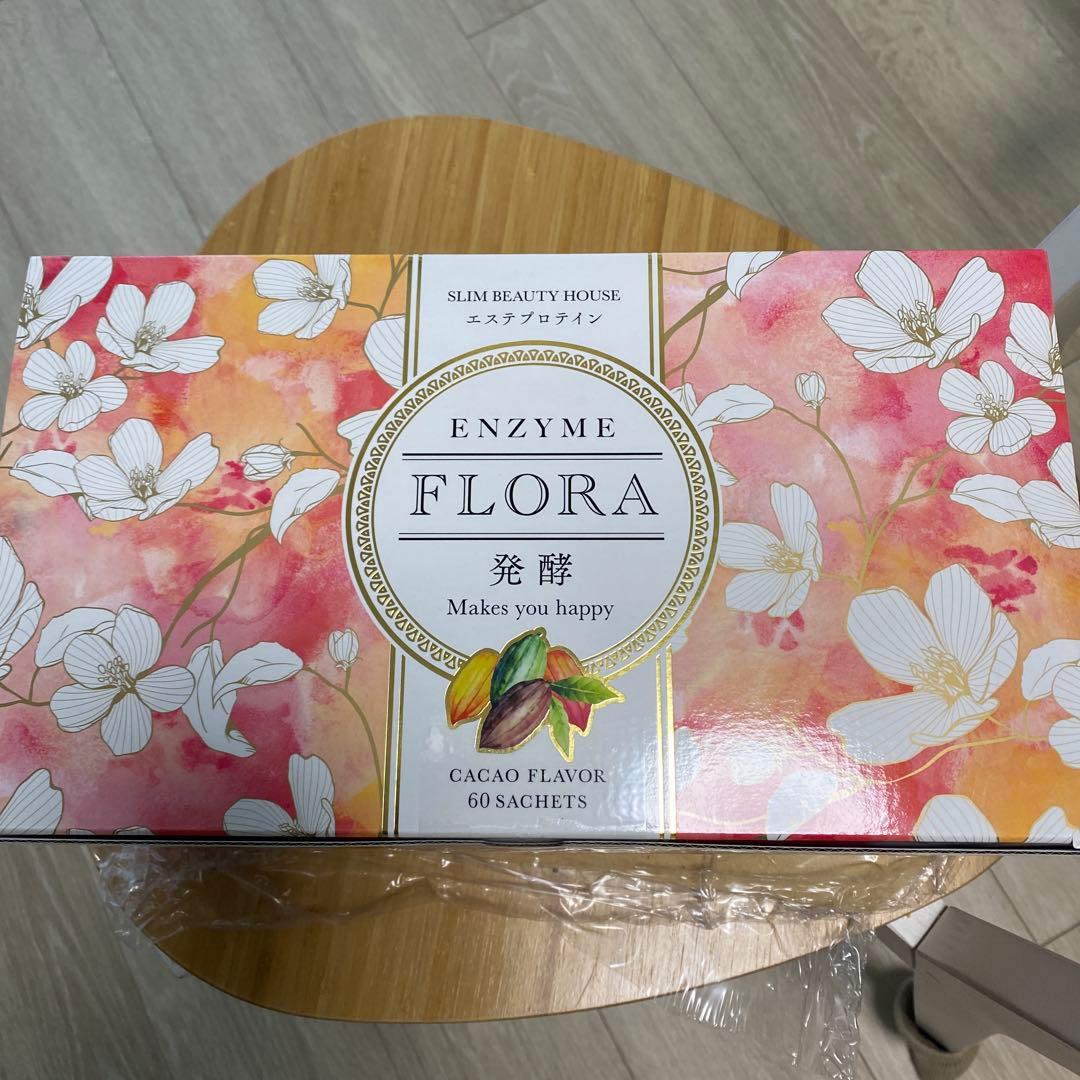 SLIM BEAUTY HOUSE
エステプロテイン
ENZYME
FLORA
発酵
Makes you happy
CACAO FLAVOR
60 SACHETS